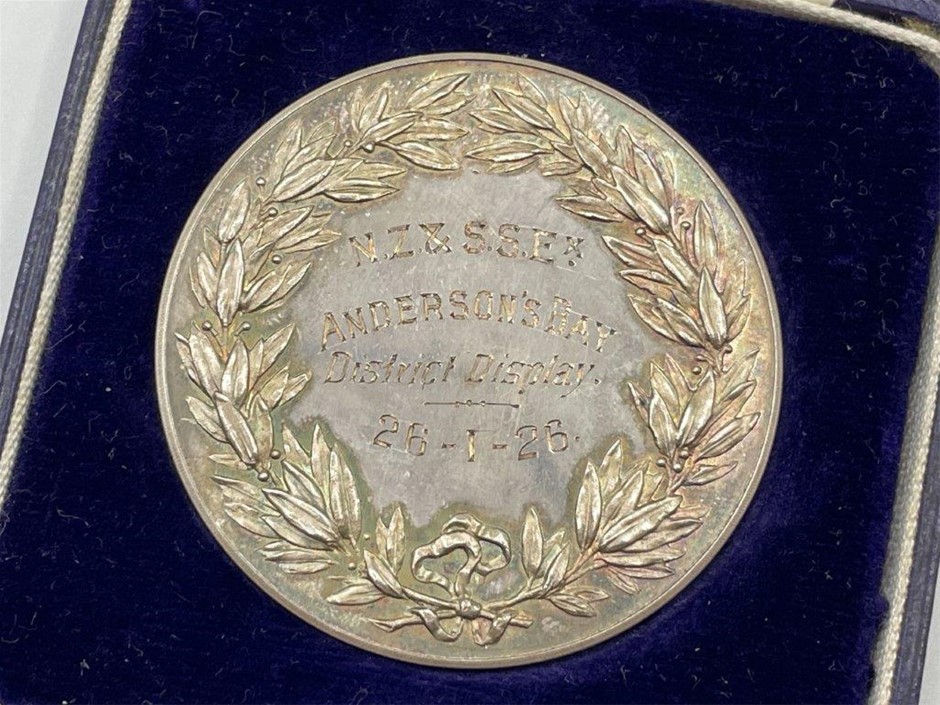 N.Z.& S.S.Ex.
ANDERSON'S BAY
District Display.
26-1-26.